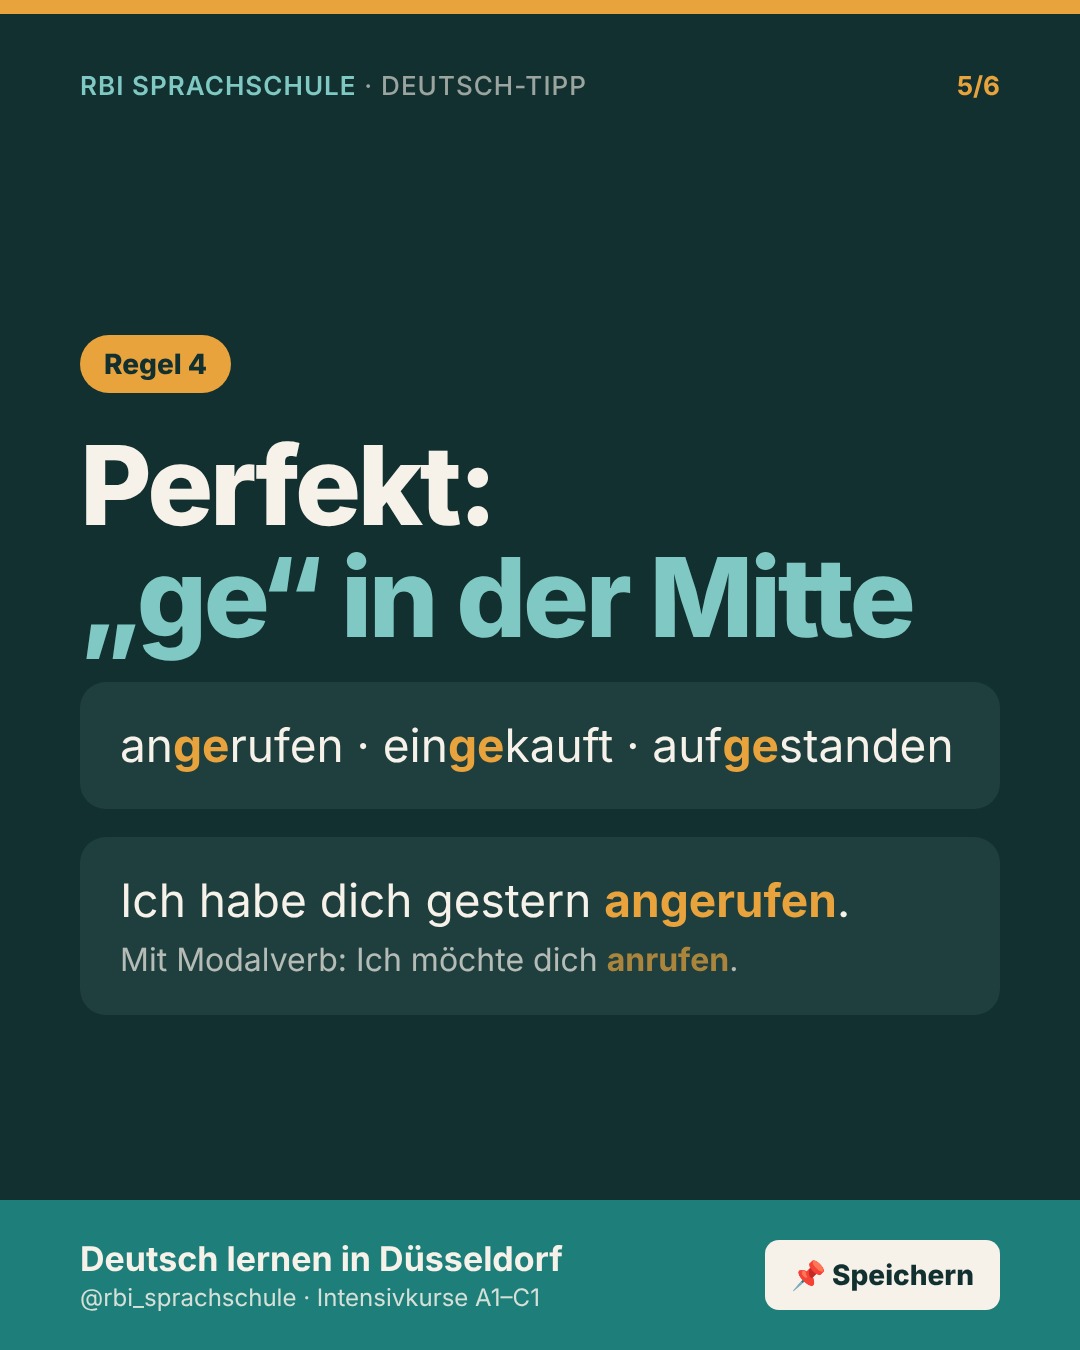 RBI SPRACHSCHULE · DEUTSCH-TIPP
5/6
Regel 4
Perfekt:
„ge“ in der Mitte
angerufen · eingekauft · aufgestanden
Ich habe dich gestern angerufen.
Mit Modalverb: Ich möchte dich anrufen.
Deutsch lernen in Düsseldorf
@rbi_sprachschule · Intensivkurse A1–C1
📌 Speichern